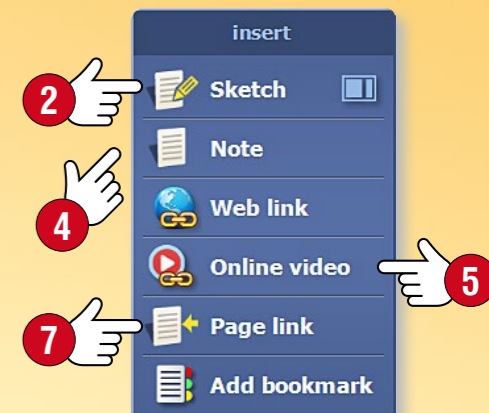 insert
2
Sketch
4
Note
Web link
Online video
5
7
Page link
Add bookmark